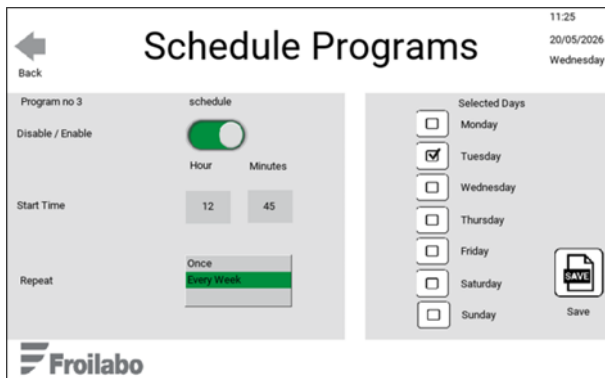 11:25
Schedule Programs
20/05/2026
Wednesday
Back
Program no 3 schedule
Disable / Enable
Hour Minutes
Start Time 12 45
Once
Every Week
Repeat
Selected Days
Monday
Tuesday
Wednesday
Thursday
Friday
Saturday
Sunday
SAVE
Save
Froilabo